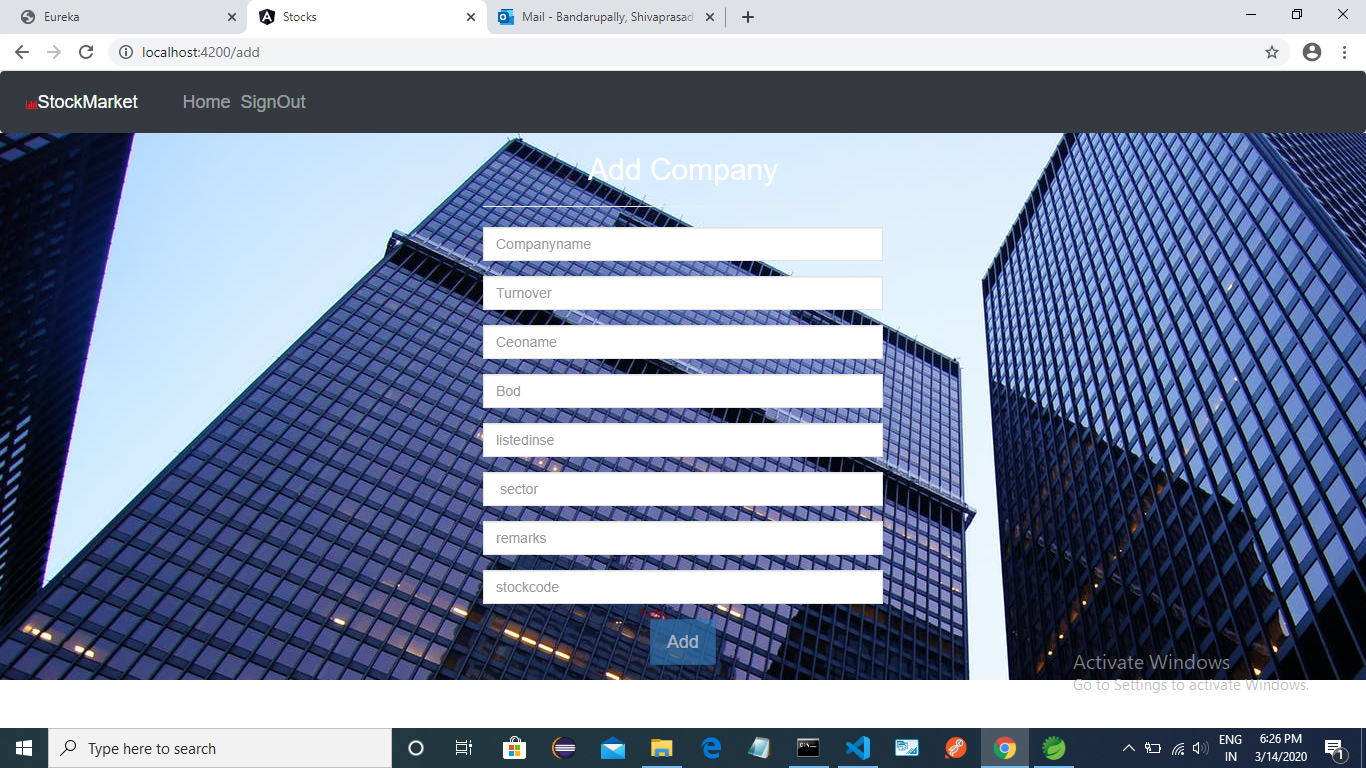 Eureka
Stocks
Mail - Bandarupally, Shivaprasad
localhost:4200/add
StockMarket
Home SignOut
Add Company
Companyname
Turnover
Ceoname
Bod
listedinse
sector
remarks
stockcode
Add
Activate Windows
Go to Settings to activate Windows.
Type here to search
ENG
IN
6:26 PM
3/14/2020
1